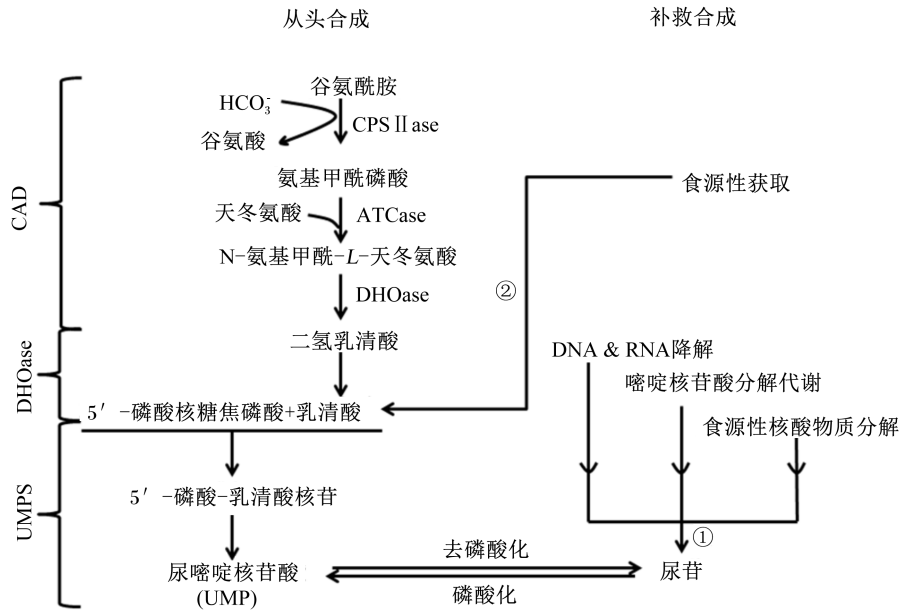 从头合成
补救合成
谷氨酰胺
HCO₃⁻
CPSⅡase
谷氨酸
氨基甲酰磷酸
食源性获取
天冬氨酸
ATCase
CAD
N-氨基甲酰-L-天冬氨酸
DHOase
②
二氢乳清酸
DNA & RNA降解
DHOase
嘧啶核苷酸分解代谢
5′-磷酸核糖焦磷酸+乳清酸
食源性核酸物质分解
5′-磷酸-乳清酸核苷
UMPS
①
去磷酸化
尿嘧啶核苷酸
(UMP)
尿苷
磷酸化